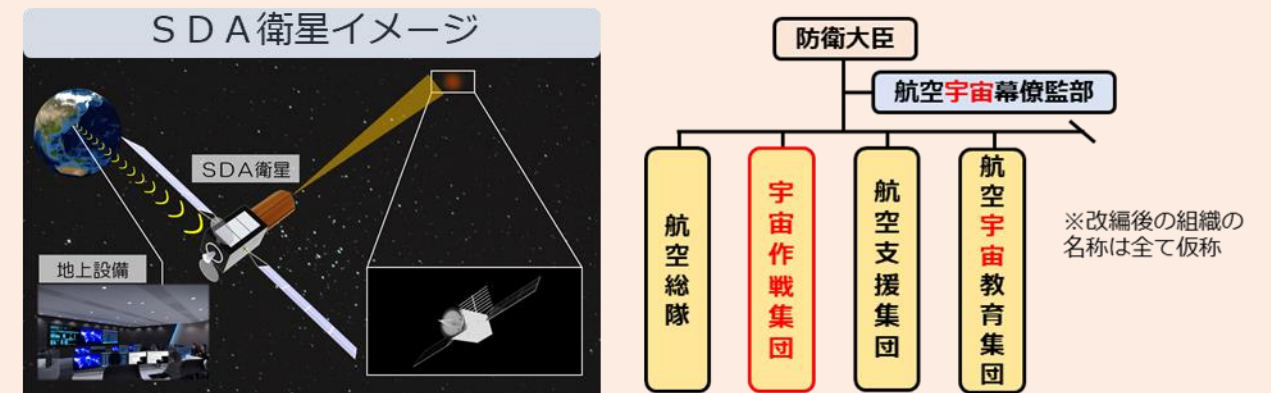 ＳＤＡ衛星イメージ
ＳＤＡ衛星
地上設備
防衛大臣
航空宇宙幕僚監部
航空総隊
宇宙作戦集団
航空支援集団
航空宇宙教育集団
※改編後の組織の
名称は全て仮称